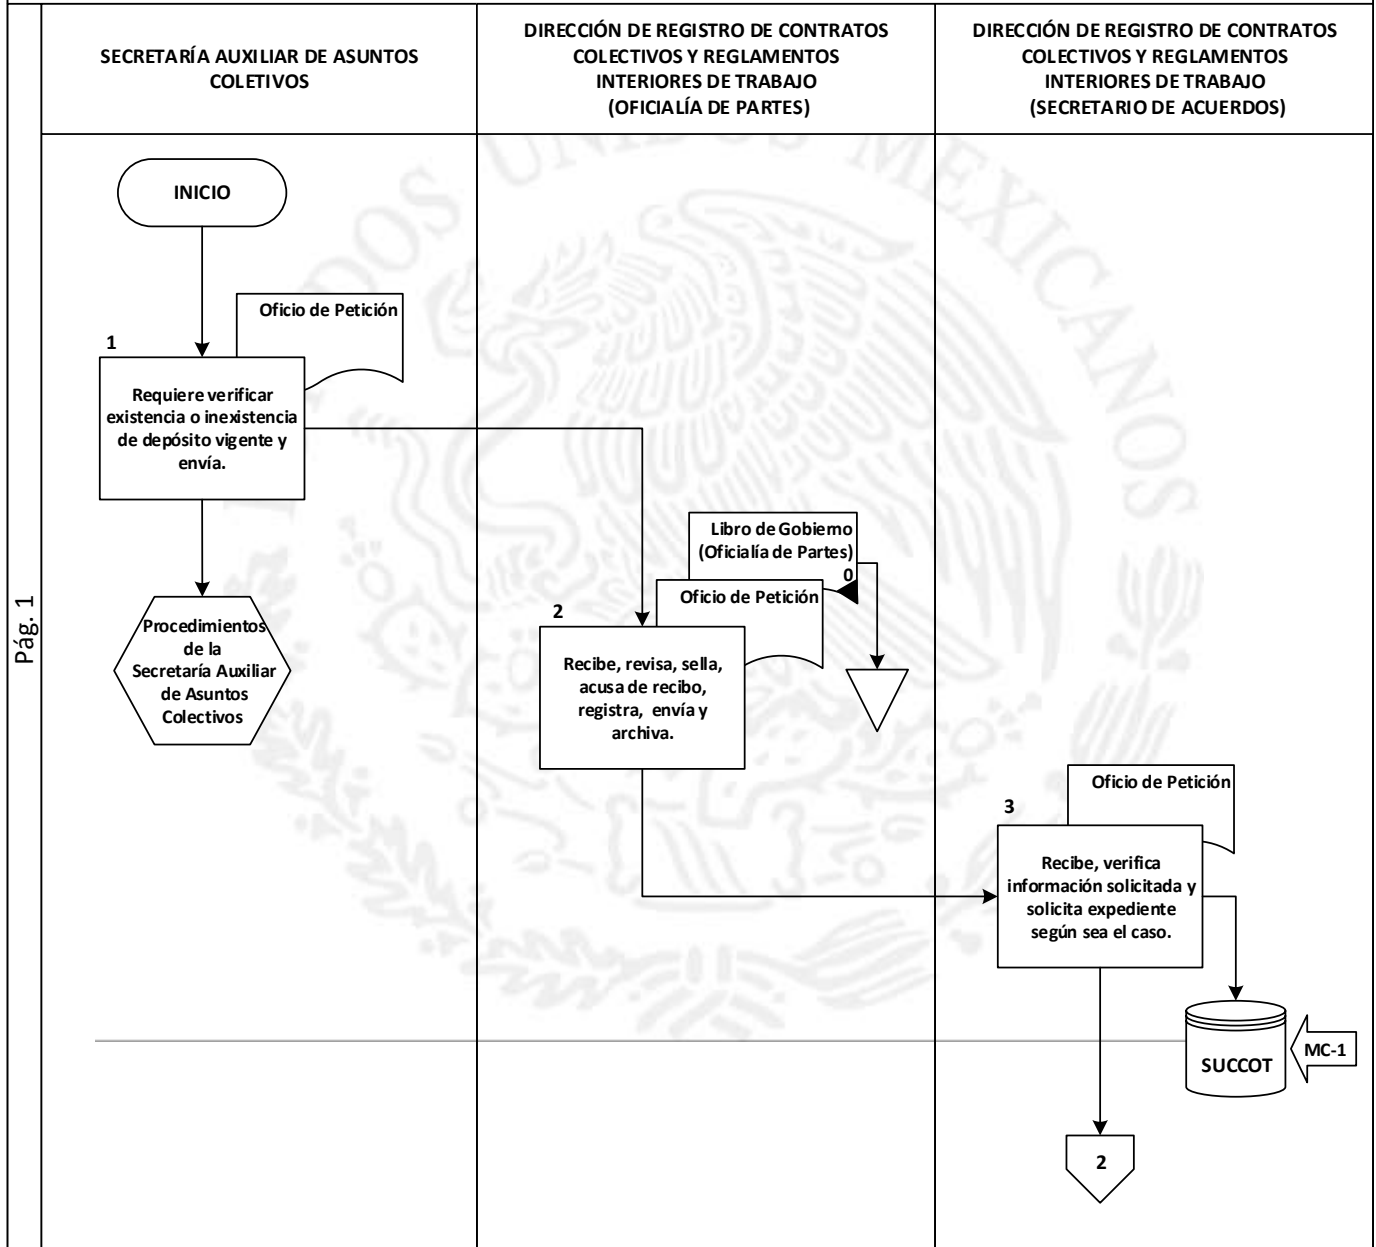 SECRETARÍA AUXILIAR DE ASUNTOS
COLETIVOS
DIRECCIÓN DE REGISTRO DE CONTRATOS
COLECTIVOS Y REGLAMENTOS
INTERIORES DE TRABAJO
(OFICIALÍA DE PARTES)
DIRECCIÓN DE REGISTRO DE CONTRATOS
COLECTIVOS Y REGLAMENTOS
INTERIORES DE TRABAJO
(SECRETARIO DE ACUERDOS)
Pág. 1
INICIO
Oficio de Petición
1
Requiere verificar
existencia o inexistencia
de depósito vigente y
envía.
Procedimientos
de la
Secretaría Auxiliar
de Asuntos
Colectivos
Libro de Gobierno
(Oficialía de Partes)
0
Oficio de Petición
2
Recibe, revisa, sella,
acusa de recibo,
registra, envía y
archiva.
Oficio de Petición
3
Recibe, verifica
información solicitada y
solicita expediente
según sea el caso.
SUCCOT
MC-1
2
UNIDOS MEXICANOS